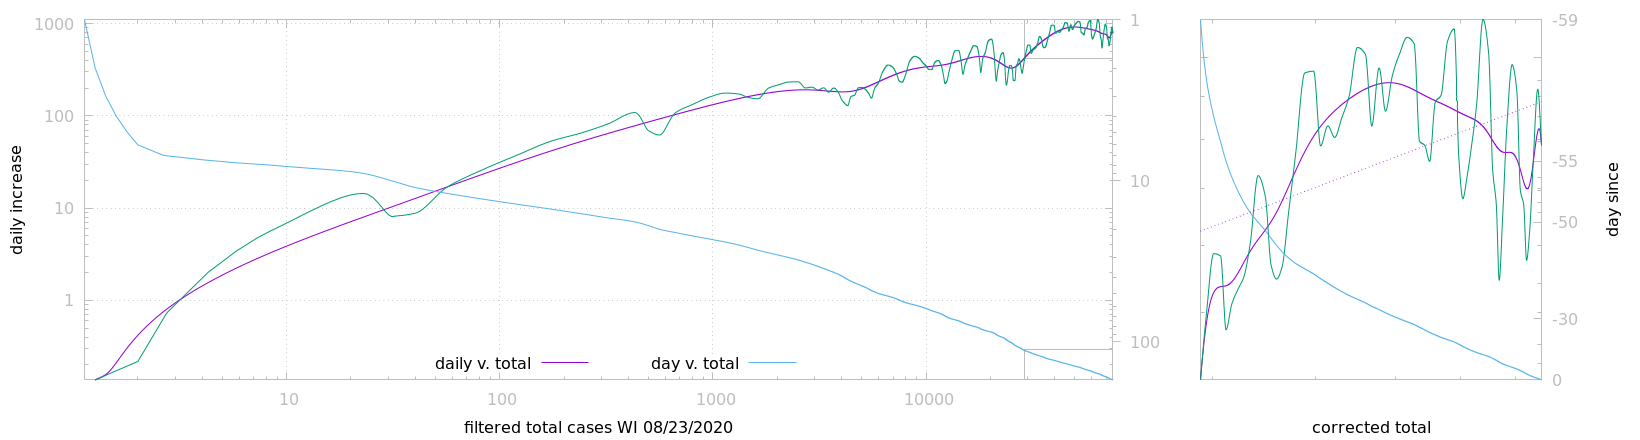 1000
100
10
1
daily increase
10
100
1000
10000
filtered total cases WI 08/23/2020
daily v. total
day v. total
1
10
100
-59
-55
-50
-30
0
day since
corrected total